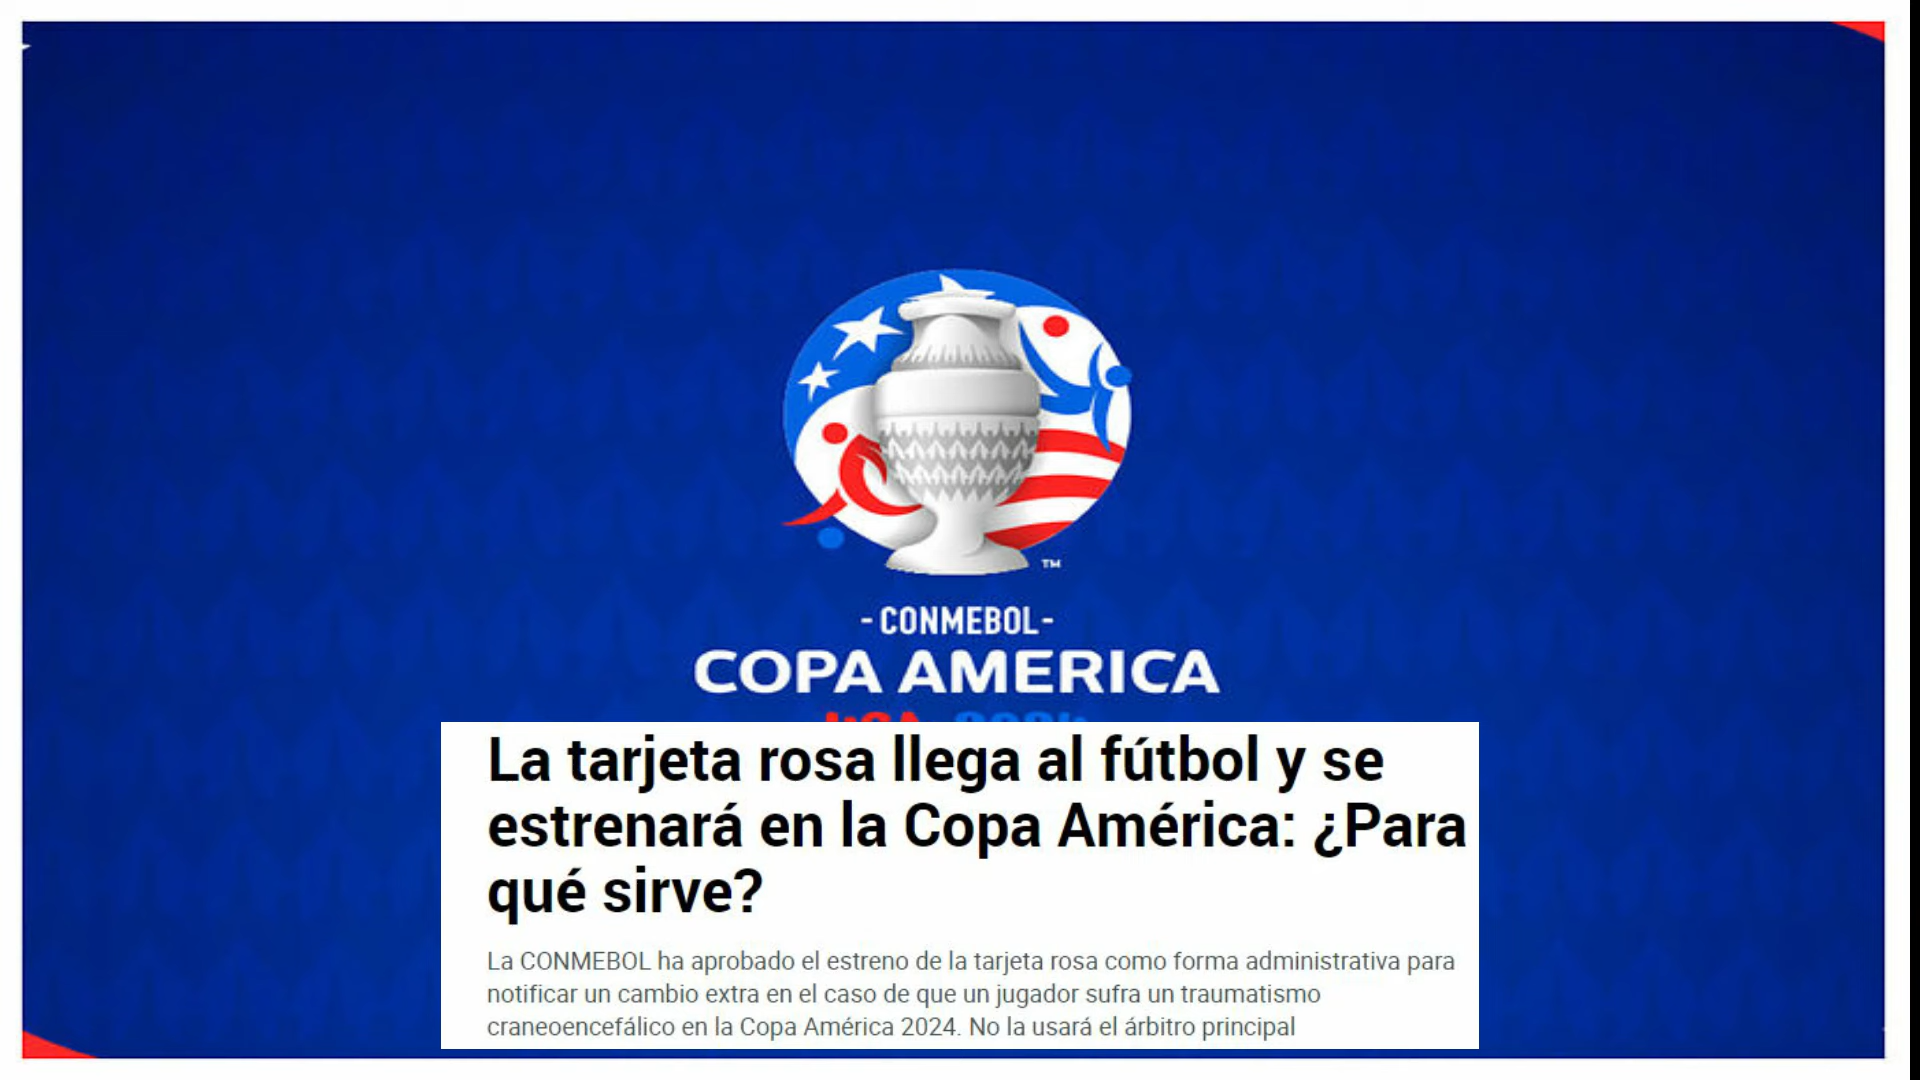 TM
- CONMEBOL -
COPA AMERICA
La tarjeta rosa llega al fútbol y se
estrenará en la Copa América: ¿Para
qué sirve?
La CONMEBOL ha aprobado el estreno de la tarjeta rosa como forma administrativa para
notificar un cambio extra en el caso de que un jugador sufra un traumatismo
craneoencefálico en la Copa América 2024. No la usará el árbitro principal